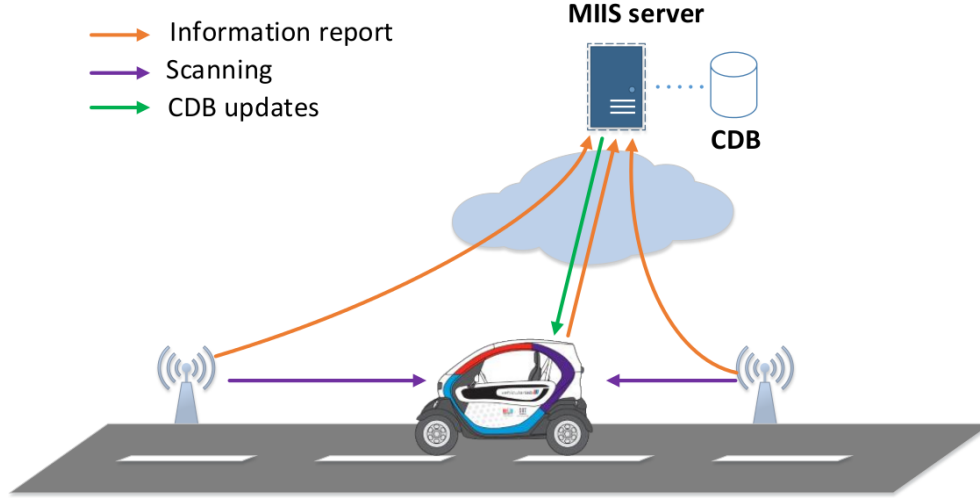 MIIS server
Information report
Scanning
CDB updates
CDB